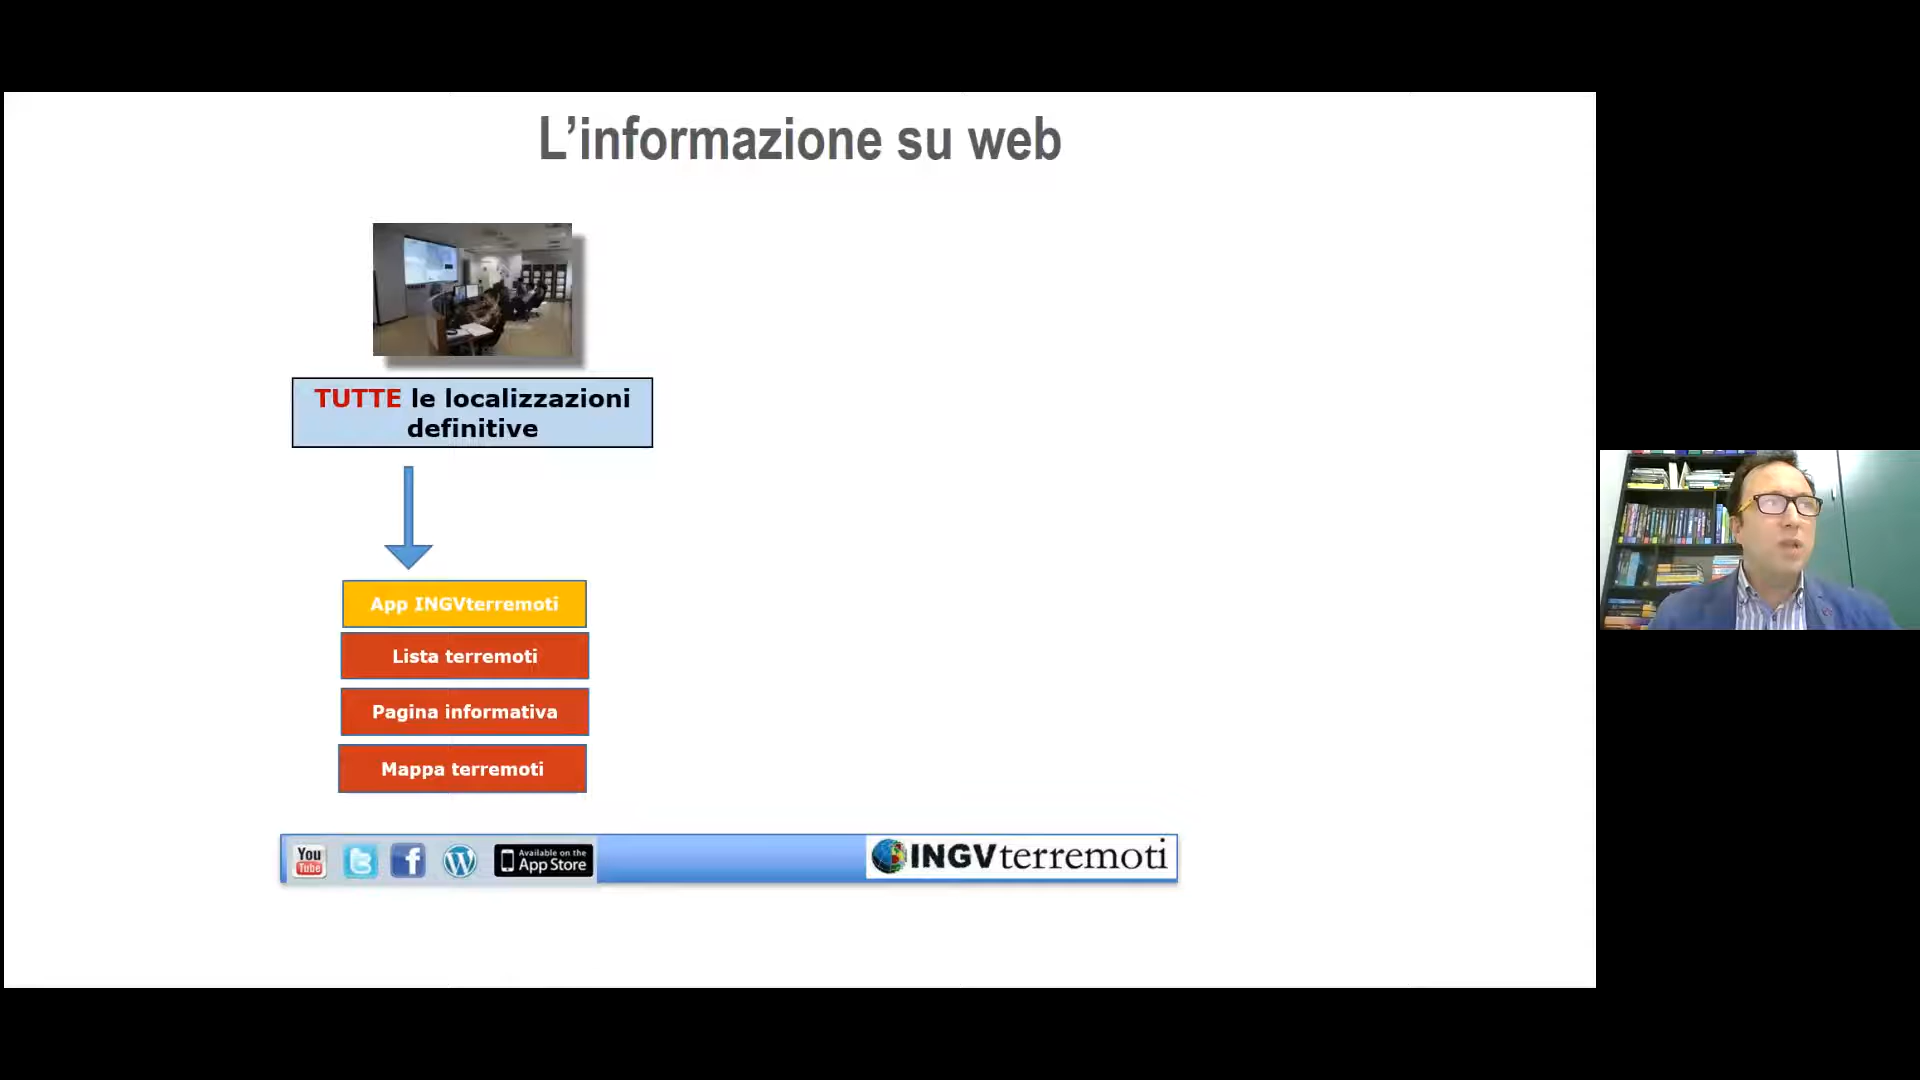 L’informazione su web
TUTTE le localizzazioni
definitive
App INGVterremoti
Lista terremoti
Pagina informativa
Mappa terremoti
You
Tube
Available on the
App Store
INGVterremoti